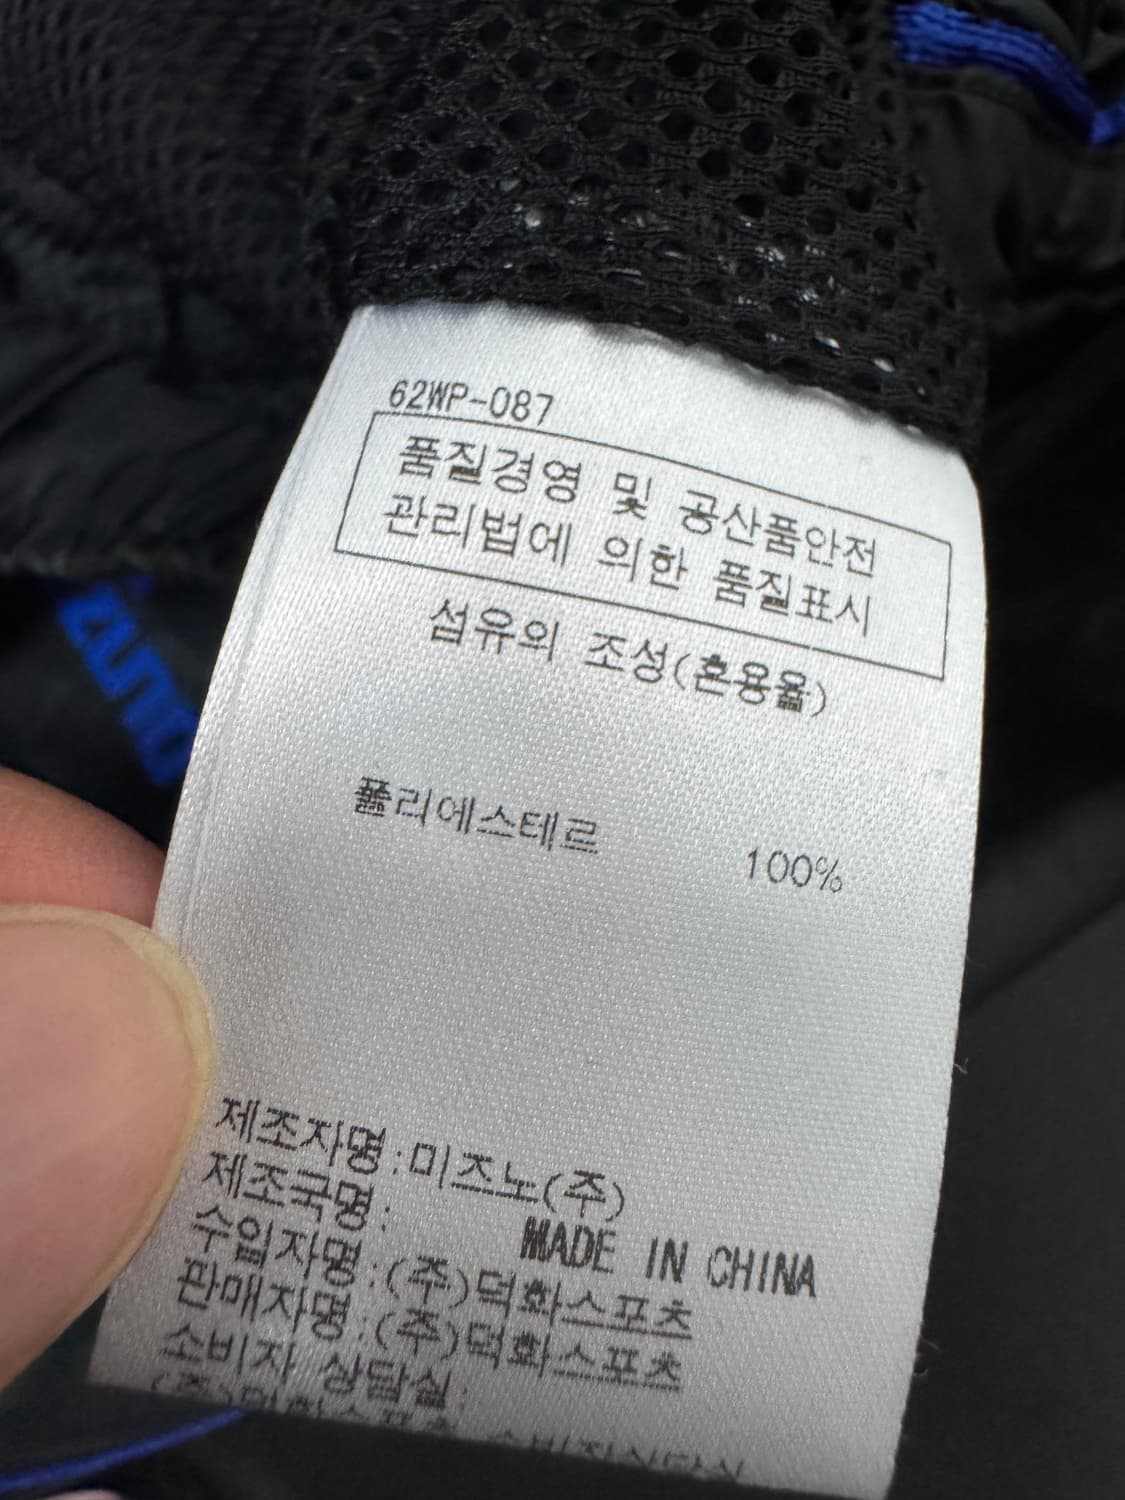 62WP-087
품질경영 및 공산품안전
관리법에 의한 품질표시
섬유의 조성(혼용율)
폴리에스테르 100%
제조자명:미즈노(주)
제조국명: MADE IN CHINA
수입자명:(주)덕화스포츠
판매자명:(주)덕화스포츠
소비자 상담실: